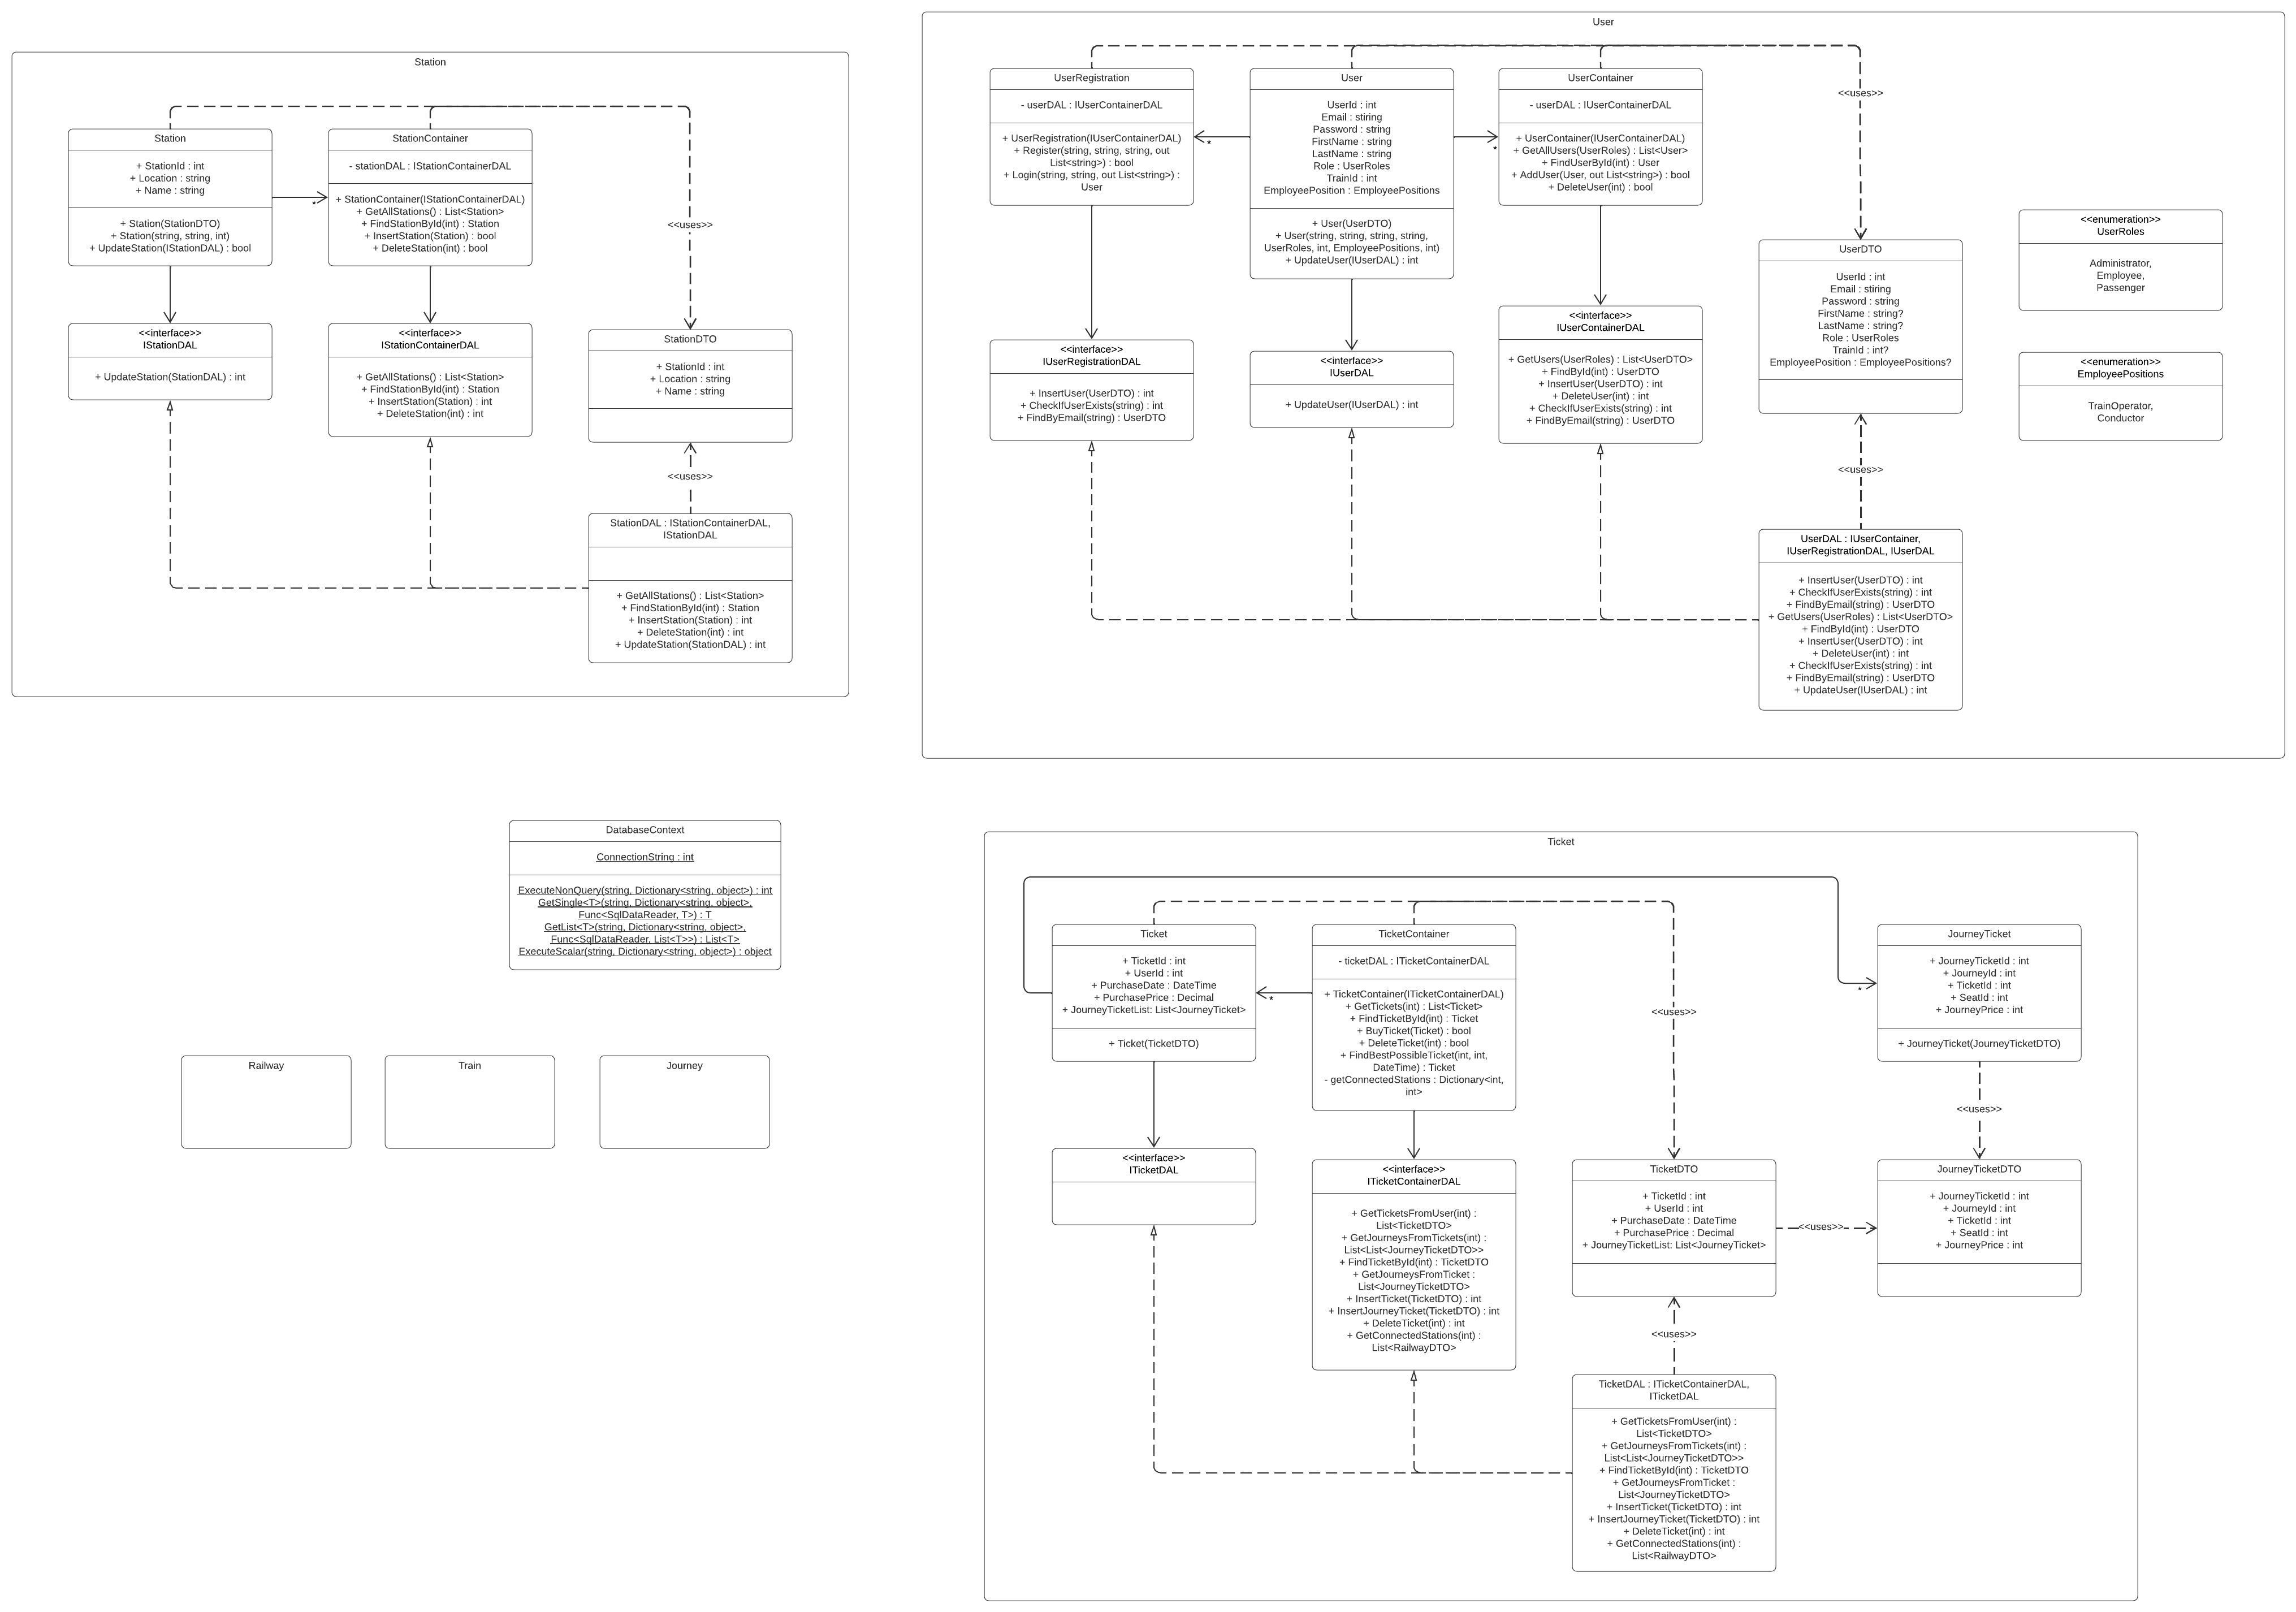 Station
Station
+ StationId : int
+ Location : string
+ Name : string
+ Station(StationDTO)
+ Station(string, string, int)
+ UpdateStation(IStationDAL) : bool
*
StationContainer
- stationDAL : IStationContainerDAL
+ StationContainer(IStationContainerDAL)
+ GetAllStations() : List<Station>
+ FindStationById(int) : Station
+ InsertStation(Station) : bool
+ DeleteStation(int) : bool
<<uses>>
<<interface>>
IStationDAL
+ UpdateStation(StationDAL) : int
<<interface>>
IStationContainerDAL
+ GetAllStations() : List<Station>
+ FindStationById(int) : Station
+ InsertStation(Station) : int
+ DeleteStation(int) : int
StationDTO
+ StationId : int
+ Location : string
+ Name : string
<<uses>>
StationDAL : IStationContainerDAL,
IStationDAL
+ GetAllStations() : List<Station>
+ FindStationById(int) : Station
+ InsertStation(Station) : int
+ DeleteStation(int) : int
+ UpdateStation(StationDAL) : int
User
UserRegistration
- userDAL : IUserContainerDAL
+ UserRegistration(IUserContainerDAL)
+ Register(string, string, string, out
List<string>) : bool
+ Login(string, string, out List<string>) :
User
*
User
UserId : int
Email : stiring
Password : string
FirstName : string
LastName : string
Role : UserRoles
TrainId : int
EmployeePosition : EmployeePositions
+ User(UserDTO)
+ User(string, string, string, string,
UserRoles, int, EmployeePositions, int)
+ UpdateUser(IUserDAL) : int
*
UserContainer
- userDAL : IUserContainerDAL
+ UserContainer(IUserContainerDAL)
+ GetAllUsers(UserRoles) : List<User>
+ FindUserById(int) : User
+ AddUser(User, out List<string>) : bool
+ DeleteUser(int) : bool
<<uses>>
<<interface>>
IUserRegistrationDAL
+ InsertUser(UserDTO) : int
+ CheckIfUserExists(string) : int
+ FindByEmail(string) : UserDTO
<<interface>>
IUserDAL
+ UpdateUser(IUserDAL) : int
<<interface>>
IUserContainerDAL
+ GetUsers(UserRoles) : List<UserDTO>
+ FindById(int) : UserDTO
+ InsertUser(UserDTO) : int
+ DeleteUser(int) : int
+ CheckIfUserExists(string) : int
+ FindByEmail(string) : UserDTO
UserDTO
UserId : int
Email : stiring
Password : string
FirstName : string?
LastName : string?
Role : UserRoles
TrainId : int?
EmployeePosition : EmployeePositions?
<<uses>>
UserDAL : IUserContainer,
IUserRegistrationDAL, IUserDAL
+ InsertUser(UserDTO) : int
+ CheckIfUserExists(string) : int
+ FindByEmail(string) : UserDTO
+ GetUsers(UserRoles) : List<UserDTO>
+ FindById(int) : UserDTO
+ InsertUser(UserDTO) : int
+ DeleteUser(int) : int
+ CheckIfUserExists(string) : int
+ FindByEmail(string) : UserDTO
+ UpdateUser(IUserDAL) : int
<<enumeration>>
UserRoles
Administrator,
Employee,
Passenger
<<enumeration>>
EmployeePositions
TrainOperator,
Conductor
DatabaseContext
ConnectionString : int
ExecuteNonQuery(string, Dictionary<string, object>) : int
GetSingle<T>(string, Dictionary<string, object>,
Func<SqlDataReader, T>) : T
GetList<T>(string, Dictionary<string, object>,
Func<SqlDataReader, List<T>>) : List<T>
ExecuteScalar(string, Dictionary<string, object>) : object
Railway
Train
Journey
Ticket
Ticket
+ TicketId : int
+ UserId : int
+ PurchaseDate : DateTime
+ PurchasePrice : Decimal
+ JourneyTicketList: List<JourneyTicket>
+ Ticket(TicketDTO)
*
TicketContainer
- ticketDAL : ITicketContainerDAL
+ TicketContainer(ITicketContainerDAL)
+ GetTickets(int) : List<Ticket>
+ FindTicketById(int) : Ticket
+ BuyTicket(Ticket) : bool
+ DeleteTicket(int) : bool
+ FindBestPossibleTicket(int, int,
DateTime) : Ticket
- getConnectedStations : Dictionary<int,
int>
<<uses>>
*
JourneyTicket
+ JourneyTicketId : int
+ JourneyId : int
+ TicketId : int
+ SeatId : int
+ JourneyPrice : int
+ JourneyTicket(JourneyTicketDTO)
<<uses>>
<<interface>>
ITicketDAL
<<interface>>
ITicketContainerDAL
+ GetTicketsFromUser(int) :
List<TicketDTO>
+ GetJourneysFromTickets(int) :
List<List<JourneyTicketDTO>>
+ FindTicketById(int) : TicketDTO
+ GetJourneysFromTicket :
List<JourneyTicketDTO>
+ InsertTicket(TicketDTO) : int
+ InsertJourneyTicket(TicketDTO) : int
+ DeleteTicket(int) : int
+ GetConnectedStations(int) :
List<RailwayDTO>
TicketDTO
+ TicketId : int
+ UserId : int
+ PurchaseDate : DateTime
+ PurchasePrice : Decimal
+ JourneyTicketList: List<JourneyTicket>
<<uses>>
JourneyTicketDTO
+ JourneyTicketId : int
+ JourneyId : int
+ TicketId : int
+ SeatId : int
+ JourneyPrice : int
<<uses>>
TicketDAL : ITicketContainerDAL,
ITicketDAL
+ GetTicketsFromUser(int) :
List<TicketDTO>
+ GetJourneysFromTickets(int) :
List<List<JourneyTicketDTO>>
+ FindTicketById(int) : TicketDTO
+ GetJourneysFromTicket :
List<JourneyTicketDTO>
+ InsertTicket(TicketDTO) : int
+ InsertJourneyTicket(TicketDTO) : int
+ DeleteTicket(int) : int
+ GetConnectedStations(int) :
List<RailwayDTO>